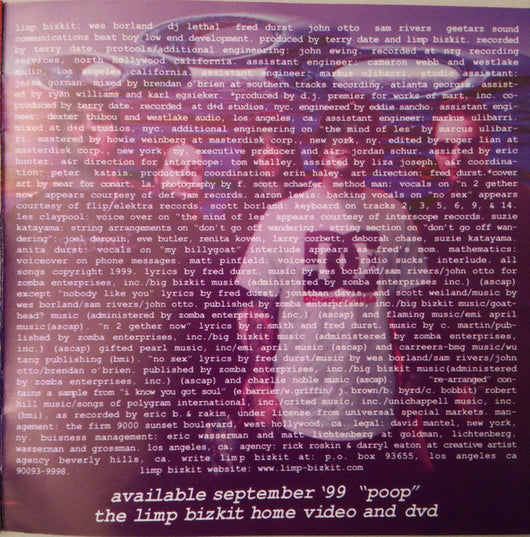 limp bizkit: wes borland dj lethal fred durst john otto sam rivers geetarz sound
communications beat boy low end development. produced by terry date and limp bizkit. recorded
by terry date. protools/additional engineering: john ewing. recorded at nrg recording
services, north hollywood california. assistant engineer: cameron webb and westlake
audio, los angeles, california. assistant engineer: markus ulibarri. studio assistant:
jesse gorman. mixed by brendan o'brien at southern tracks recording, atlanta georgia. assist-
ed by ryan williams and karl egsieker. *produced by d.j. premier for works of mart, inc. co-
produced by terry date. recorded at d+d studios, nyc. engineered by eddie sancho. assistant engi-
neer: dexter thibou and westlake audio, los angeles, assistant engineer: markus ulibarri.
mixed at d+d studios, nyc. additional engineering on "the mind of les" by marcus ulibar-
ri. mastered by howie weinberg at masterdisk corp., new york, ny. edited by roger lian at
masterdisk corp., new york, ny. executive producer and a&r: jordan schur. assisted by eric
hunter. a&r direction for interscope: tom whalley. assisted by liza joseph. a&r coordina-
tion: peter katsis. production coordination: erin haley. art direction: fred durst. cover
art by mear for conart. la. photography by f. scott schafer. method man: vocals on "n 2 gether
now" appears courtesy of def jam records. aaron lewis: backing vocals on "no sex" appears
courtesy of flip/elektra records. scott borland: keyboard on tracks 2, 3, 5, 6, 9, & 14.
les claypool: voice over on "the mind of les" appears courtesy of interscope records. suzie
katayama: string arrangements on "don't go off wandering". string section on "don't go off wan-
dering": joel derouin, eve butler, renita koven, larry corbett, deborah chase, suzie katayama.
anita durst: vocals on "my billygoat" interlude appears as fred's mom. mathematics:
voiceover on phone messages. matt pinfield: voiceover on "radio sucks" interlude. all
songs copyright 1999. lyrics by fred durst. music by wes borland/sam rivers/john otto for
zomba enterprises, inc./big bizkit music (administered by zomba enterprises inc.) (ascap)
except "nobody like you" lyrics by fred durst, jonathan davis, and scott weiland/music by
wes borland/sam rivers/john otto. published by zomba enterprises, inc./big bizkit music/goat-
head? music (administered by zomba enterprises, inc.) (ascap) and flaming music/emi april
music(ascap). "n 2 gether now" lyrics by c.smith and fred durst. music by c. martin/pub-
lished by zomba enterprises, inc./big bizkit music (administered by zomba enterprises,
inc.) (ascap) gifted pearl music, inc/emi april music (ascap) and careers-bmg music/wu
tang publishing (bmi). "no sex" lyrics by fred durst/music by wes borland/sam rivers/john
otto/brendan o'brien. published by zomba enterprises, inc/big bizkit music(administered
by zomba enterprises, inc.) (ascap) and charlie noble music (ascap). "re-arranged" con-
tains a sample from "i know you got soul" (e.barrier/w.griffin/ j.brown/b. byrd/c. bobbit) robert
hill music/songs of polygram international, inc./crited music, inc./unichappell music, inc.
(bmi), as recorded by eric b. & rakim, under license from universal special markets. man-
agement: the firm 9000 sunset boulevard, west hollywood, ca. legal: david mantel, new york,
ny. buisness management: eric wasserman and matt lichtenberg at goldman, lichtenberg,
wasserman and grossman. los angeles, ca. agency: rick roskin & darryl eaton at creative artist
agency beverly hills, ca. write limp bizkit at: p.o. box 93655, los angeles ca
90093-9998. limp bizkit website: www.limp-bizkit.com
available september '99 "poop"
the limp bizkit home video and dvd